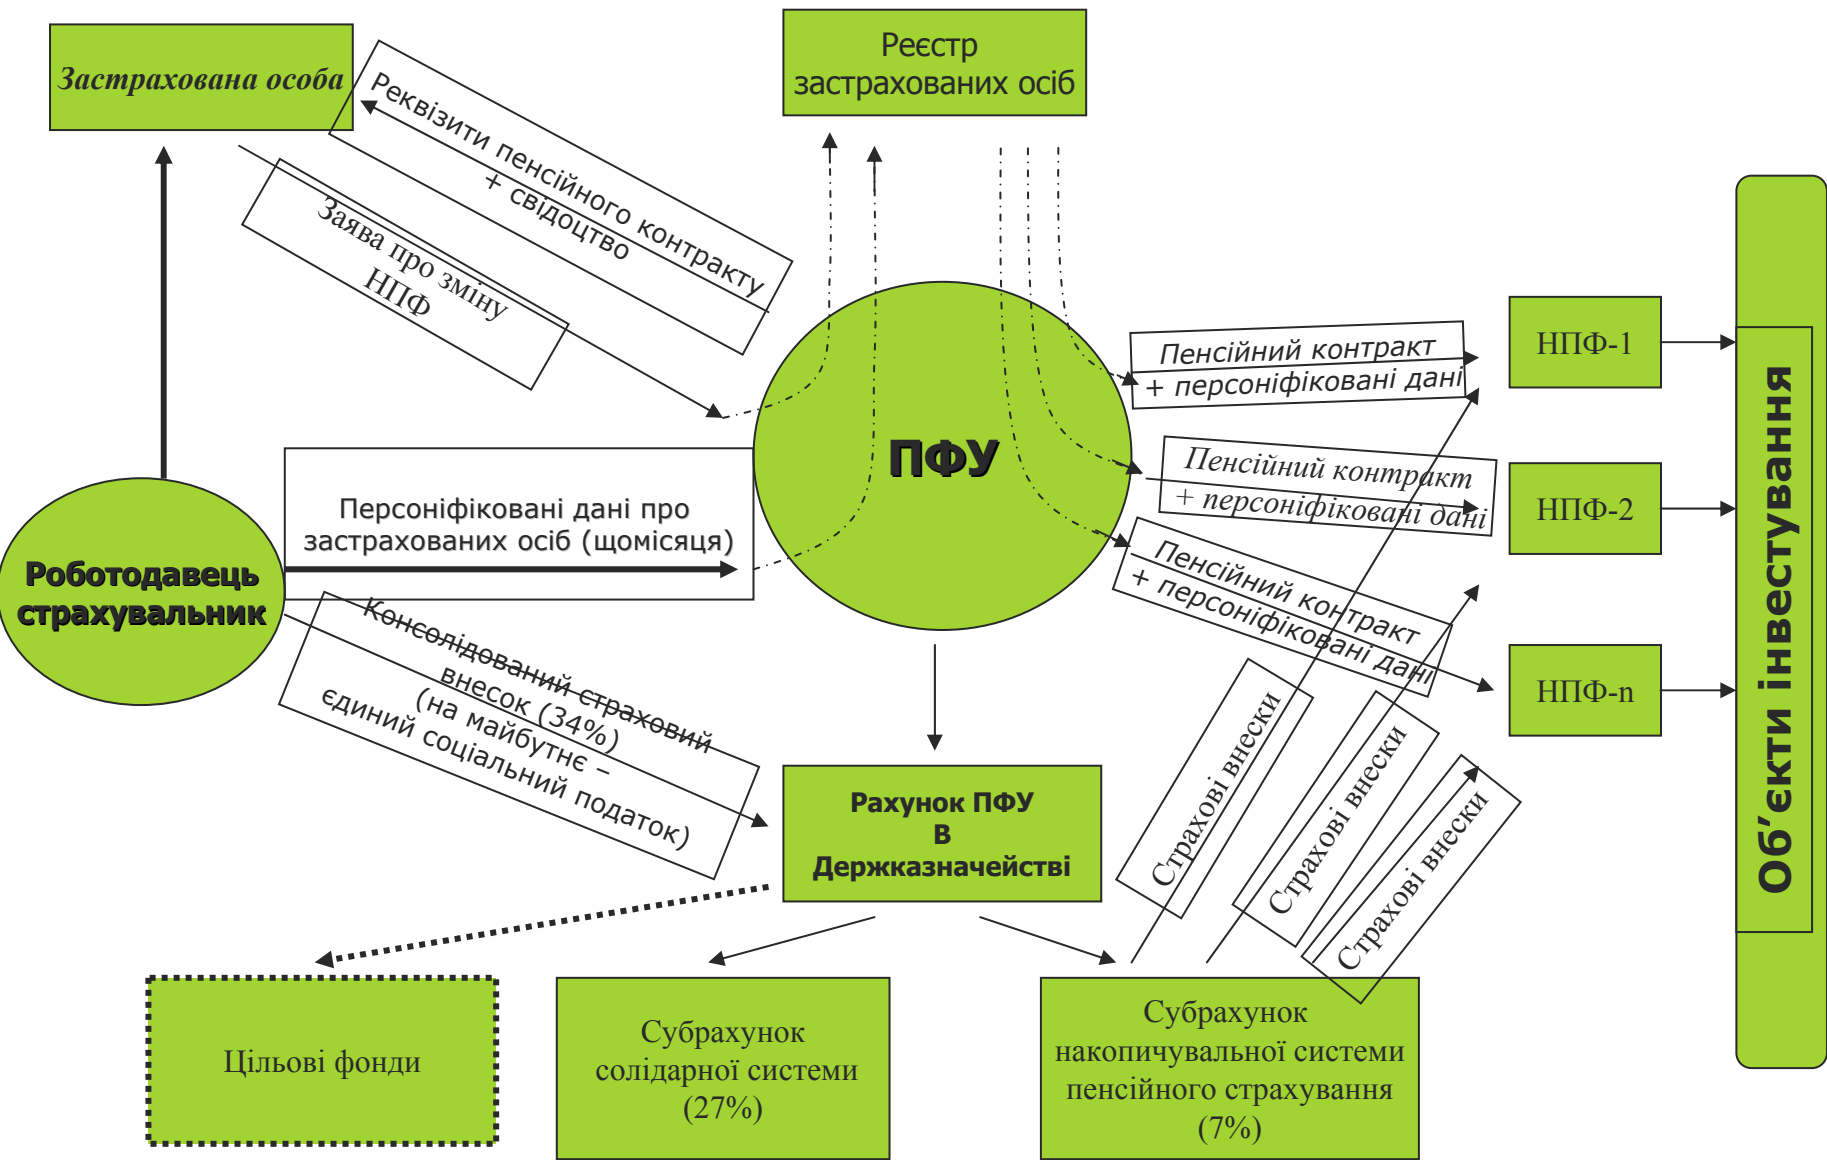 Застрахована особа
Реєстр
застрахованих осіб
Реквізити пенсійного контракту
+ свідоцтво
Заява про зміну
НПФ
ПФУ
Персоніфіковані дані про
застрахованих осіб (щомісяця)
Роботодавець
страхувальник
Консолідований страховий
внесок (34%)
(на майбутнє –
єдиний соціальний податок)
Пенсійний контракт
+ персоніфіковані дані
Пенсійний контракт
+ персоніфіковані дані
Пенсійний контракт
+ персоніфіковані дані
НПФ-1
НПФ-2
НПФ-n
Об’єкти інвестування
Страхові внески
Страхові внески
Страхові внески
Рахунок ПФУ
В
Держказначействі
Цільові фонди
Субрахунок
солідарної системи
(27%)
Субрахунок
накопичувальної системи
пенсійного страхування
(7%)